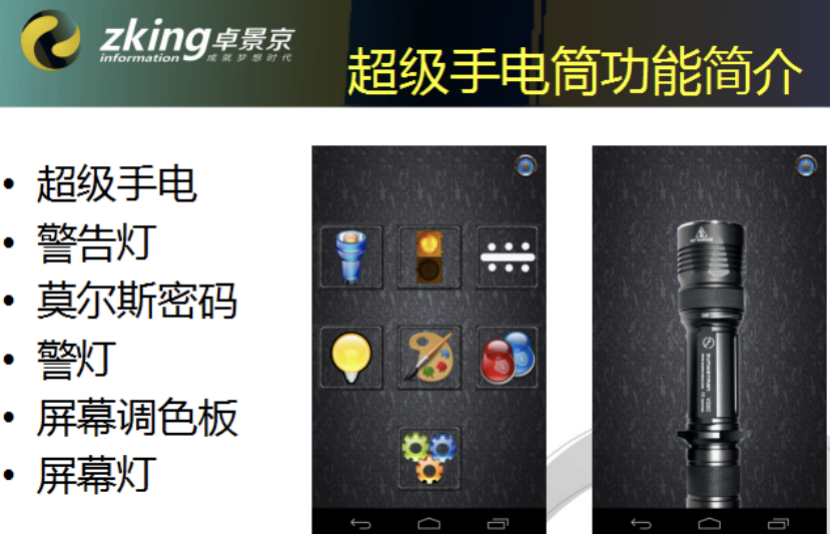 zking卓景京
information 成就梦想时代
超级手电筒功能简介
超级手电
警告灯
莫尔斯密码
警灯
屏幕调色板
屏幕灯